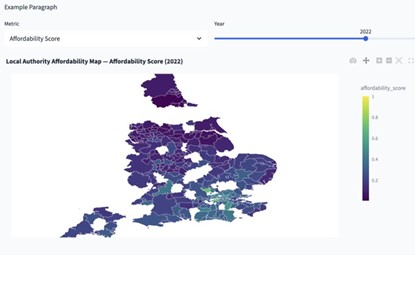 Example Paragraph
Metric
Year
2022
Affordability Score
Local Authority Affordability Map — Affordability Score (2022)
affordability_score
1
0.8
0.6
0.4
0.2